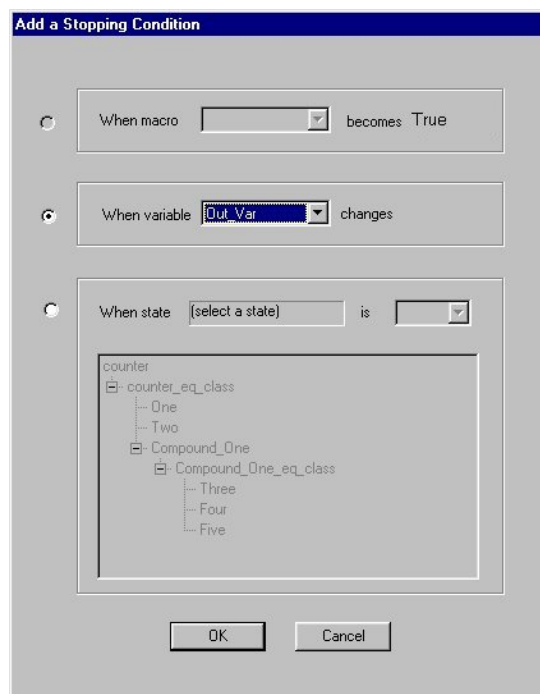 Add a Stopping Condition
When macro becomes True
When variable Out_Var changes
When state (select a state) is
counter
counter_eq_class
One
Two
Compound_One
Compound_One_eq_class
Three
Four
Five
OK Cancel